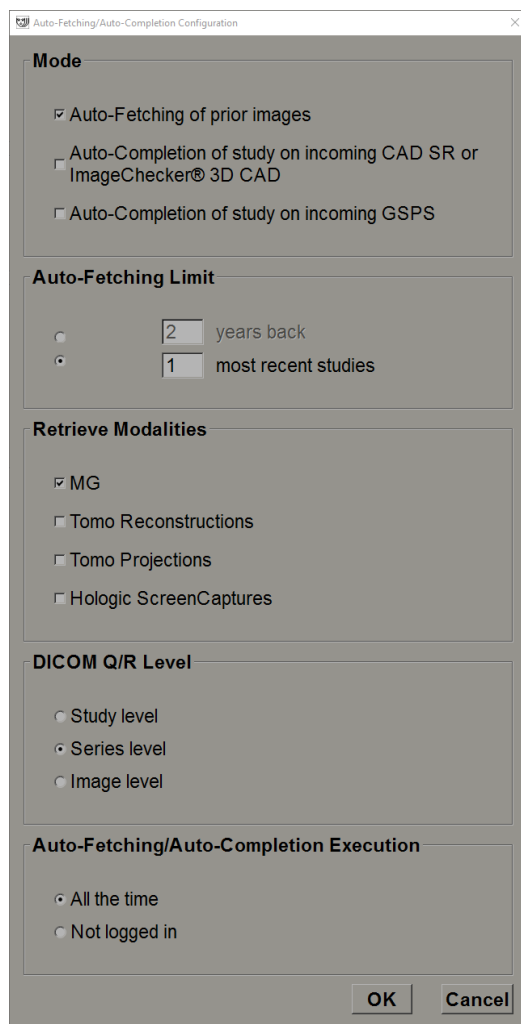 Auto-Fetching/Auto-Completion Configuration
Mode
Auto-Fetching of prior images
Auto-Completion of study on incoming CAD SR or
ImageChecker® 3D CAD
Auto-Completion of study on incoming GSPS
Auto-Fetching Limit
2 years back
1 most recent studies
Retrieve Modalities
MG
Tomo Reconstructions
Tomo Projections
Hologic ScreenCaptures
DICOM Q/R Level
Study level
Series level
Image level
Auto-Fetching/Auto-Completion Execution
All the time
Not logged in
OK Cancel